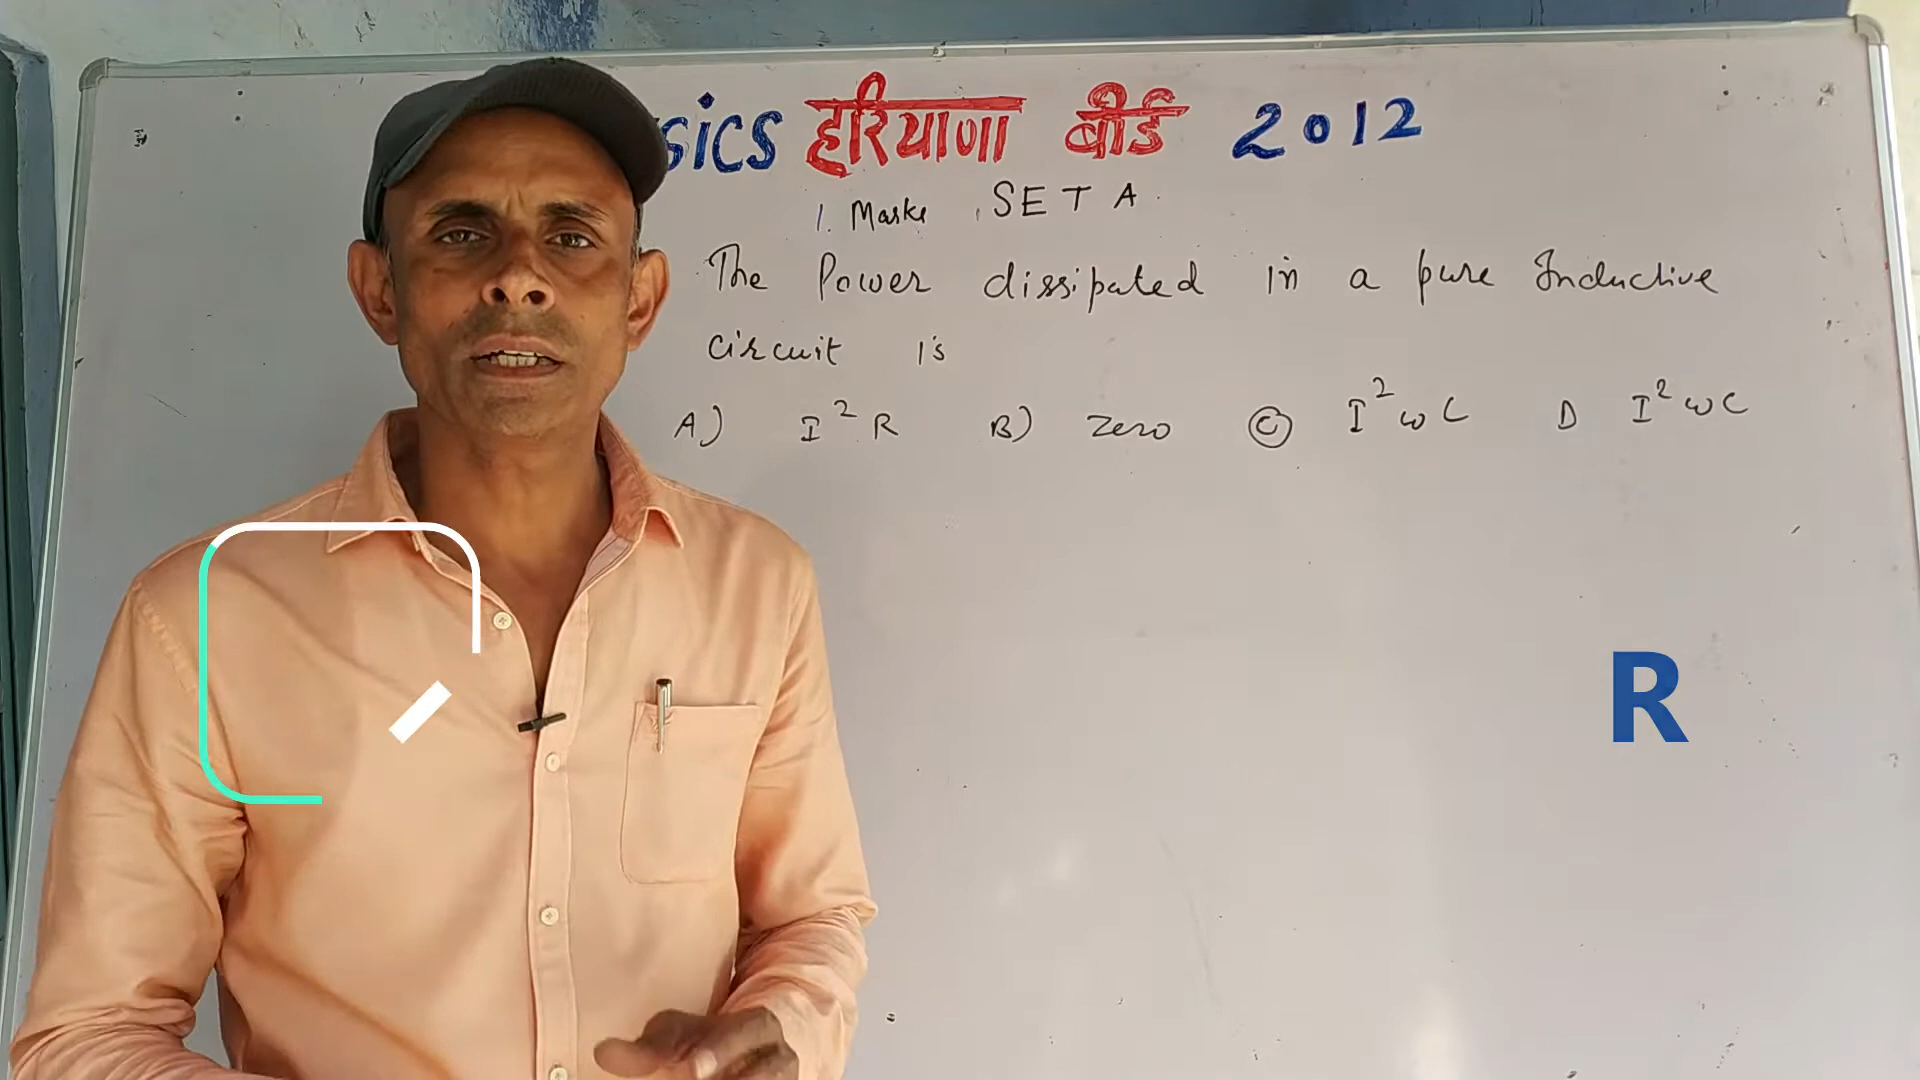 sics हरियाणा बोर्ड 2012
1. Marks SET A
The Power dissipated in a pure Inductive
circuit is
A) I²R B) Zero C I²ωL D I²ωC
R